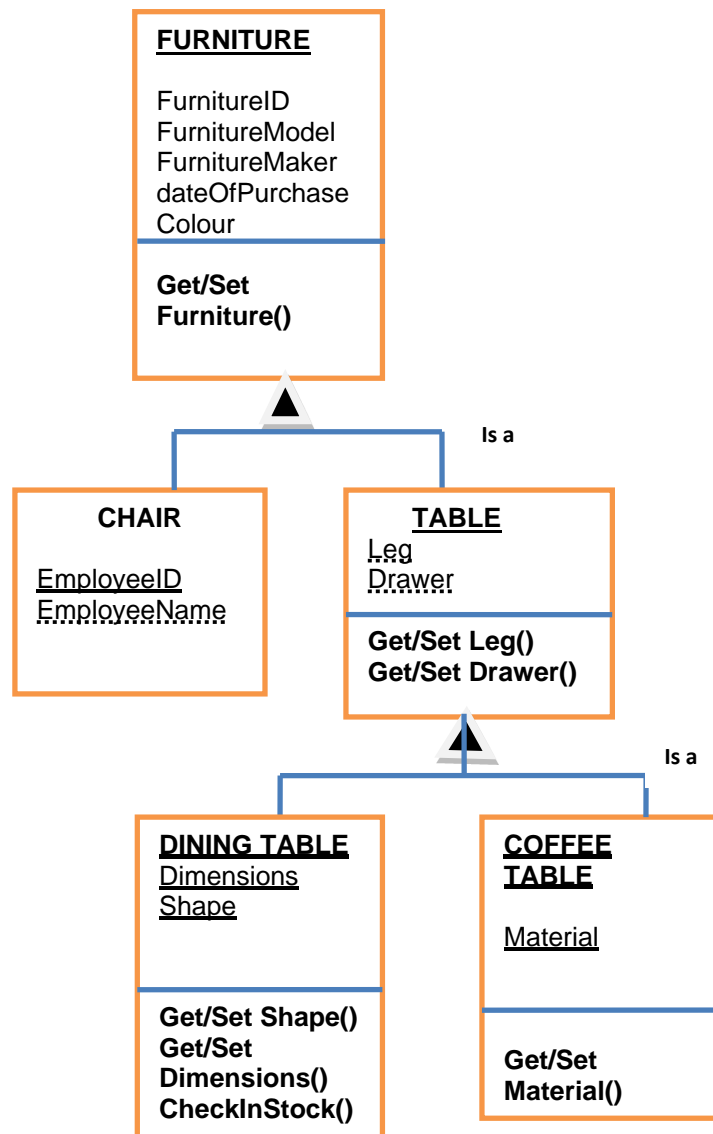 FURNITURE
FurnitureID
FurnitureModel
FurnitureMaker
dateOfPurchase
Colour
Get/Set
Furniture()
Is a
CHAIR
EmployeeID
EmployeeName
TABLE
Leg
Drawer
Get/Set Leg()
Get/Set Drawer()
Is a
DINING TABLE
Dimensions
Shape
Get/Set Shape()
Get/Set
Dimensions()
CheckInStock()
COFFEE
TABLE
Material
Get/Set
Material()